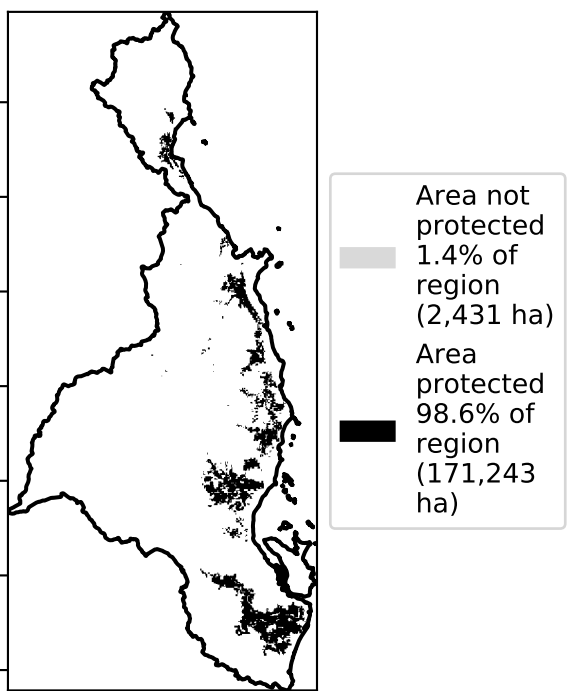 Area not
protected
1.4% of
region
(2,431 ha)
Area
protected
98.6% of
region
(171,243
ha)